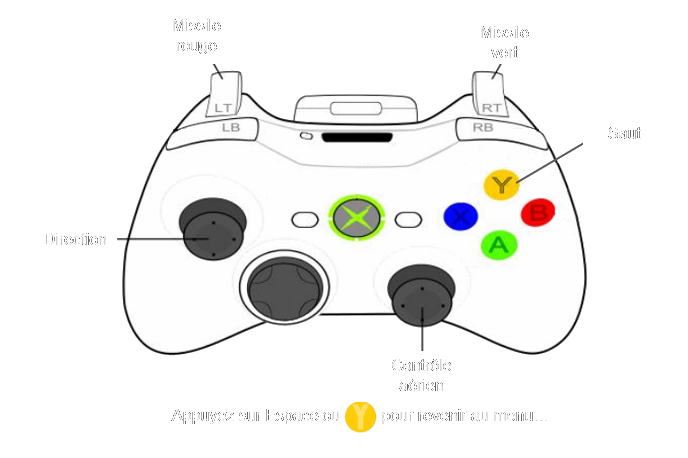 Missile
rouge
Missile
vert
LT
RT
LB
RB
Saut
Y
X
B
A
Direction
Contrôle
aérien
Appuyez sur Espace ou Y pour revenir au menu...